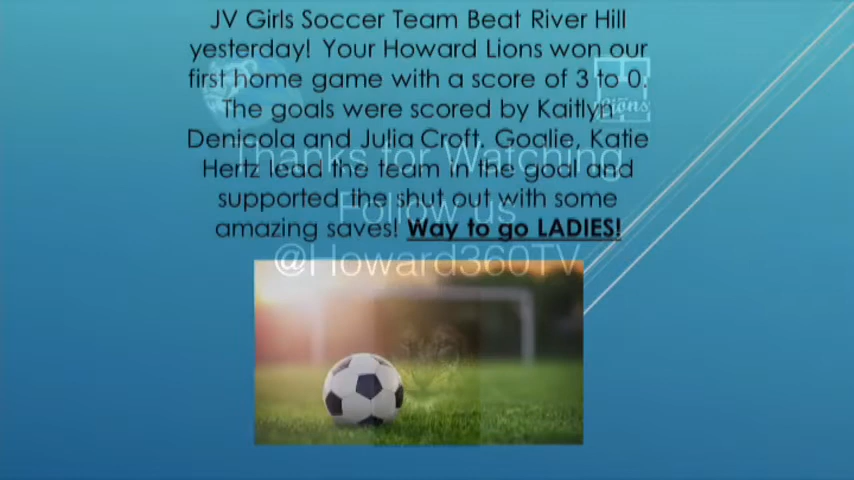 JV Girls Soccer Team Beat River Hill
yesterday! Your Howard Lions won our
first home game with a score of 3 to 0.
The goals were scored by Kaitlyn
Lions
Denicola and Julia Croft. Goalie, Katie
Thanks for Watching
Hertz lead the team in the goal and
supported the shut out with some
Follow us
amazing saves! Way to go LADIES!
@Howard360TV